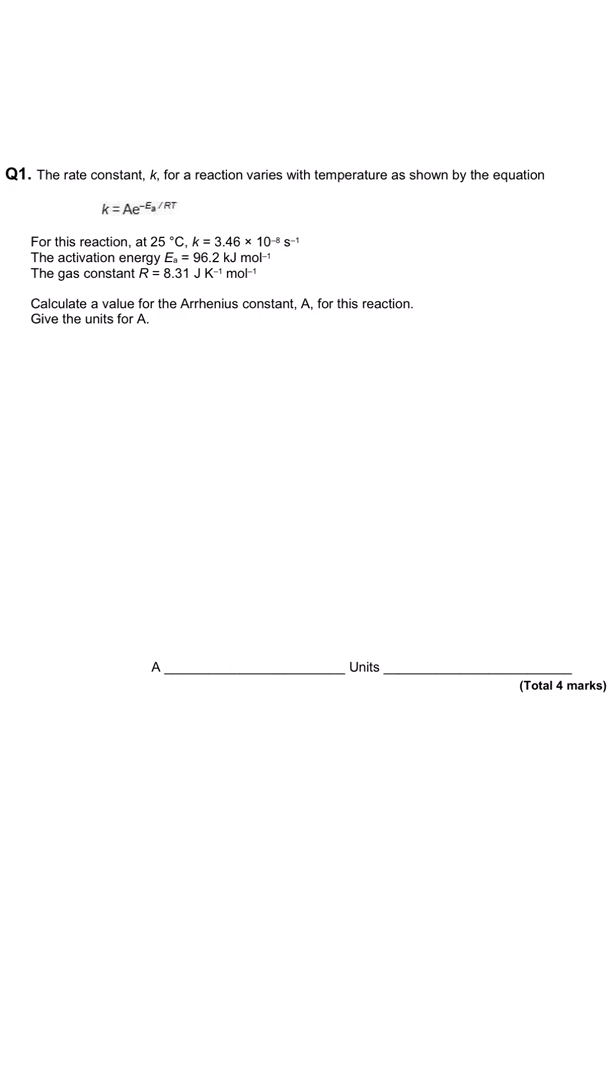 Q1. The rate constant, k, for a reaction varies with temperature as shown by the equation
k = Ae^–Eₐ / RT
For this reaction, at 25 °C, k = 3.46 × 10⁻⁸ s⁻¹
The activation energy Eₐ = 96.2 kJ mol⁻¹
The gas constant R = 8.31 J K⁻¹ mol⁻¹
Calculate a value for the Arrhenius constant, A, for this reaction.
Give the units for A.
A ________________________ Units _________________________
(Total 4 marks)